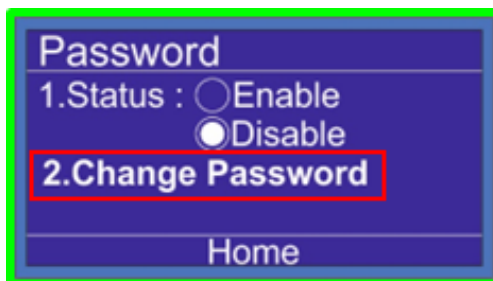 Password
1.Status : Enable
Disable
2.Change Password
Home